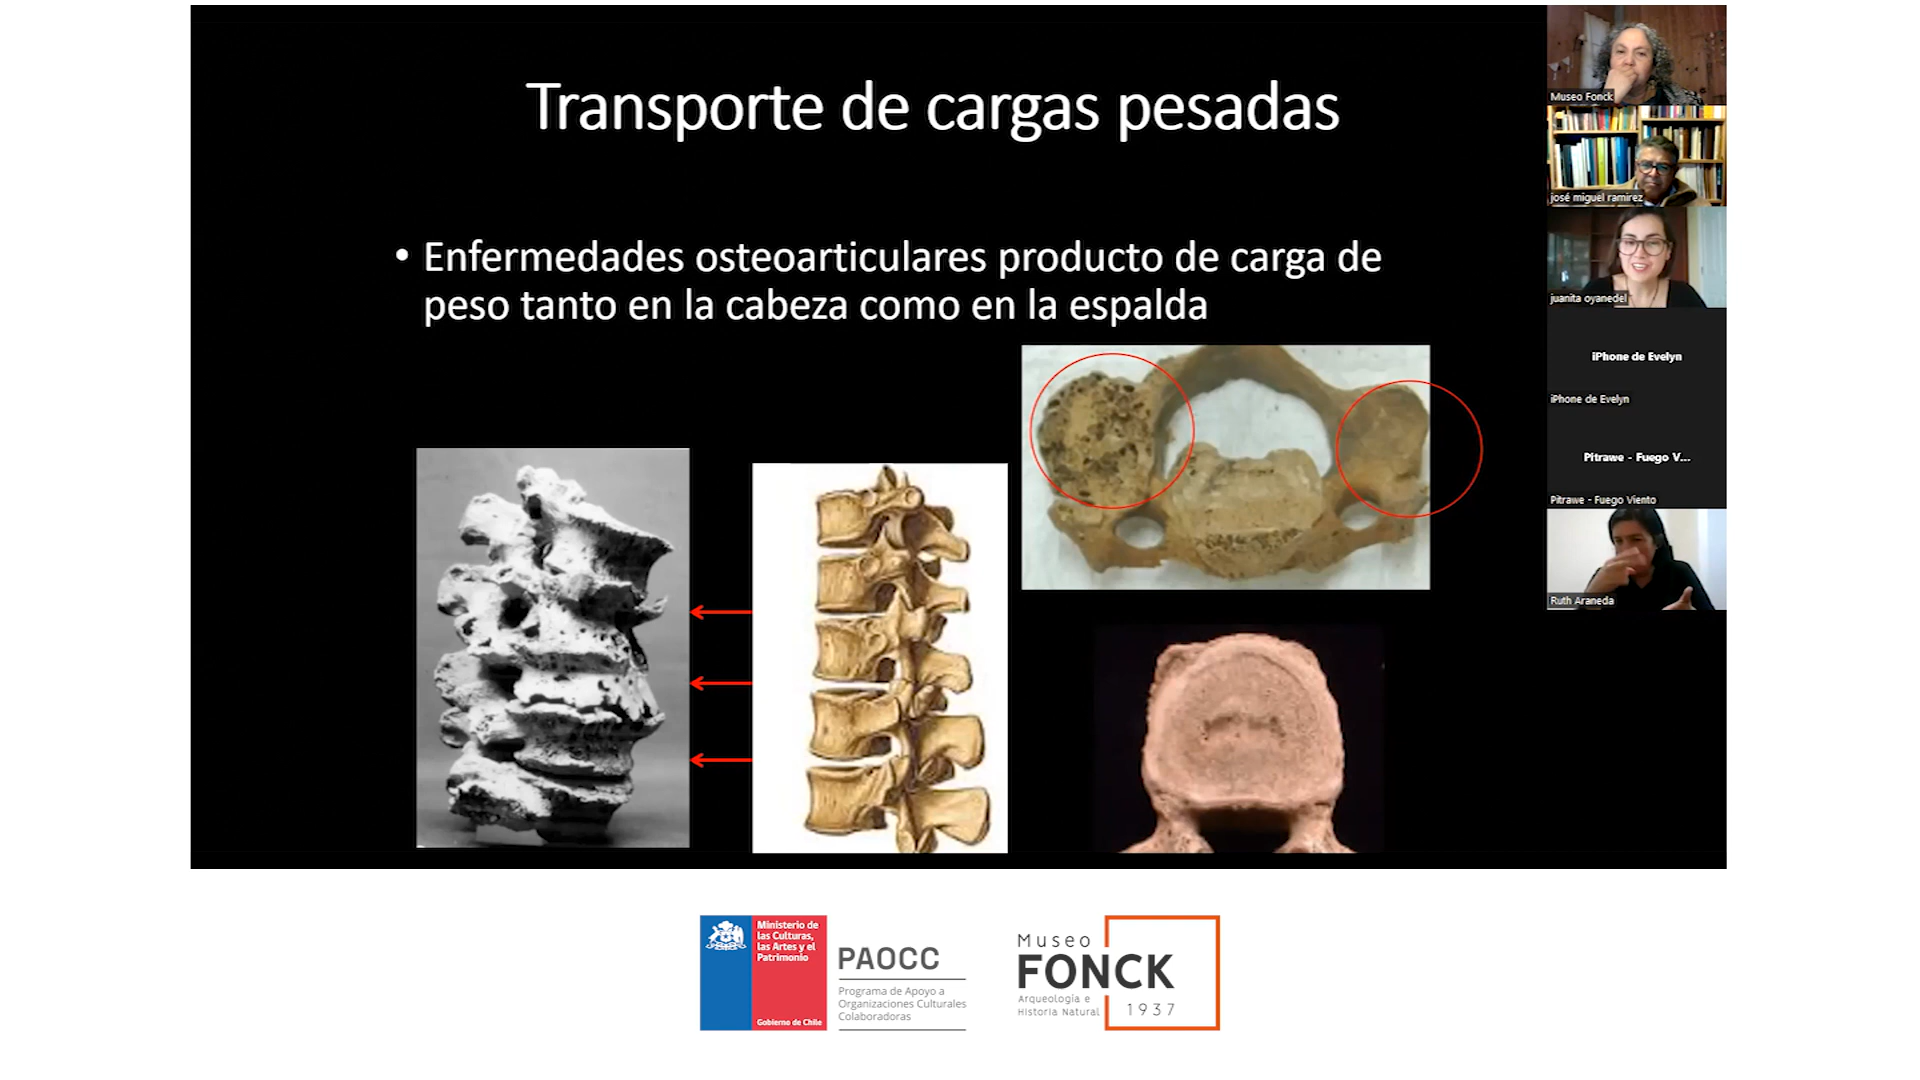 Transporte de cargas pesadas
• Enfermedades osteoarticulares producto de carga de
peso tanto en la cabeza como en la espalda
Museo Fonck
josé miguel ramirez
juanita oyanedel
iPhone de Evelyn
iPhone de Evelyn
Pitrawe - Fuego V...
Pitrawe - Fuego Viento
Ruth Araneda
Ministerio de
las Culturas,
las Artes y el
Patrimonio
Gobierno de Chile
PAOCC
Programa de Apoyo a
Organizaciones Culturales
Colaboradoras
Museo
FONCK
Arqueología e
Historia Natural
1937